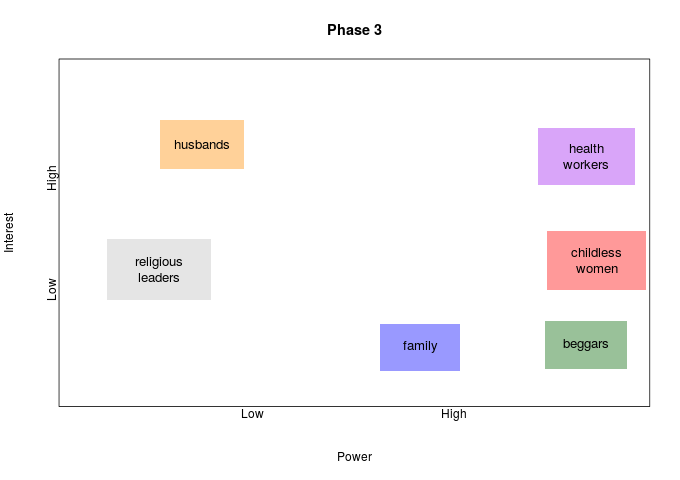 Phase 3
husbands
health
workers
High
Interest
religious
leaders
childless
women
Low
family
beggars
Low
High
Power